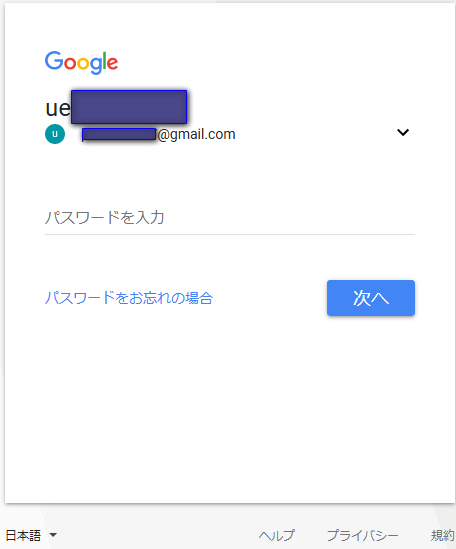 Google
ue
u
@gmail.com
パスワードを入力
パスワードをお忘れの場合
次へ
日本語 ヘルプ プライバシー 規約